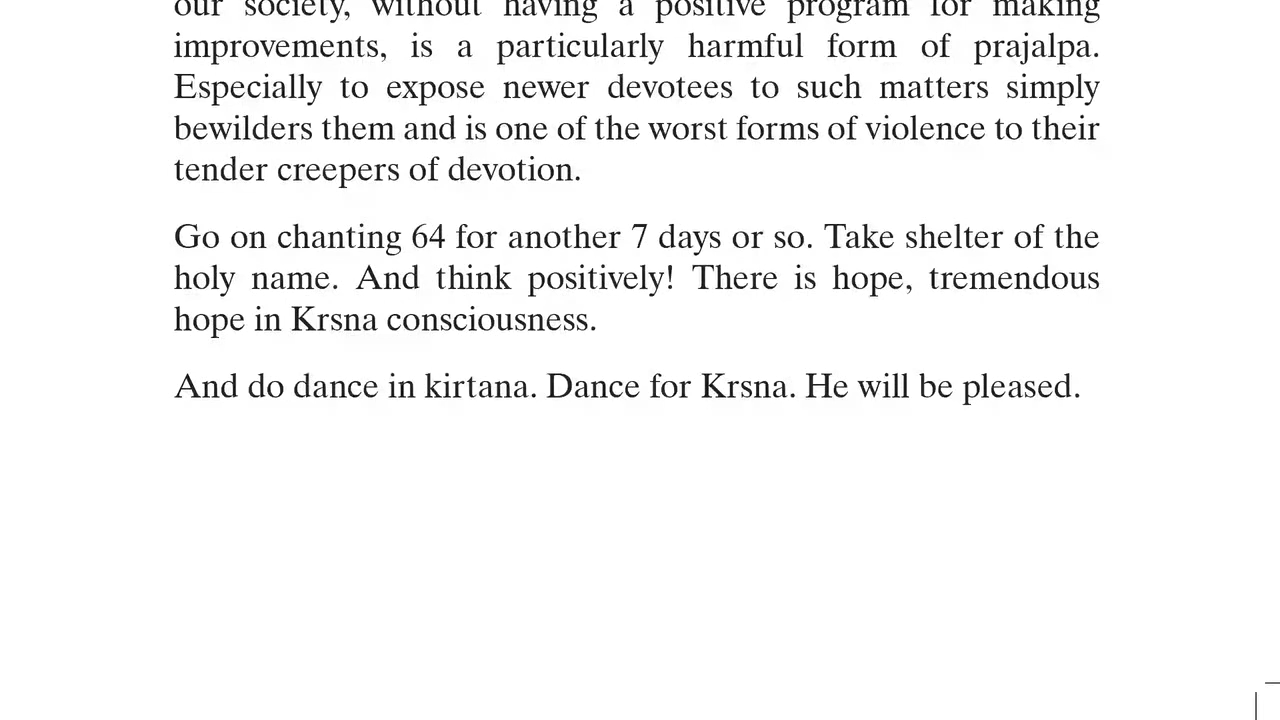 our society, without having a positive program for making
improvements, is a particularly harmful form of prajalpa.
Especially to expose newer devotees to such matters simply
bewilders them and is one of the worst forms of violence to their
tender creepers of devotion.
Go on chanting 64 for another 7 days or so. Take shelter of the
holy name. And think positively! There is hope, tremendous
hope in Krsna consciousness.
And do dance in kirtana. Dance for Krsna. He will be pleased.